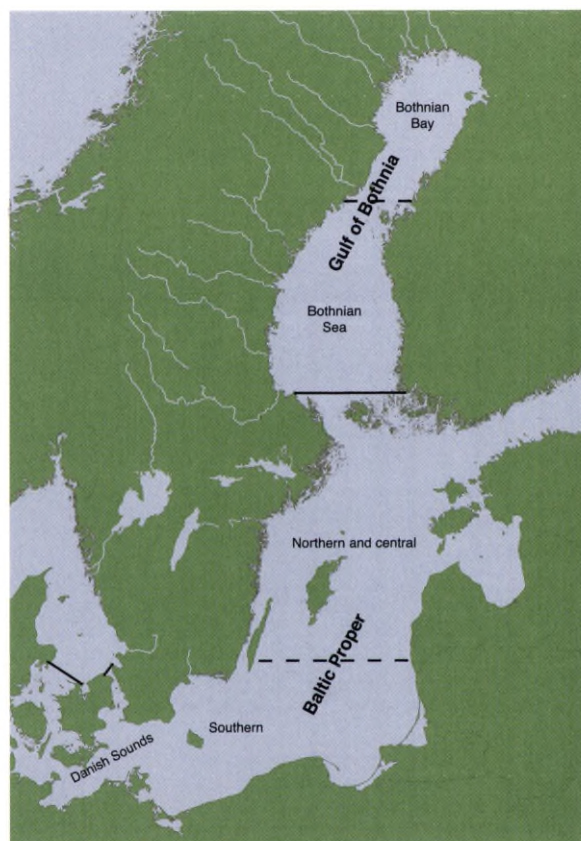 Bothnian
Bay
Gulf of Bothnia
Bothnian
Sea
Northern and central
Baltic Proper
Southern
Danish Sounds